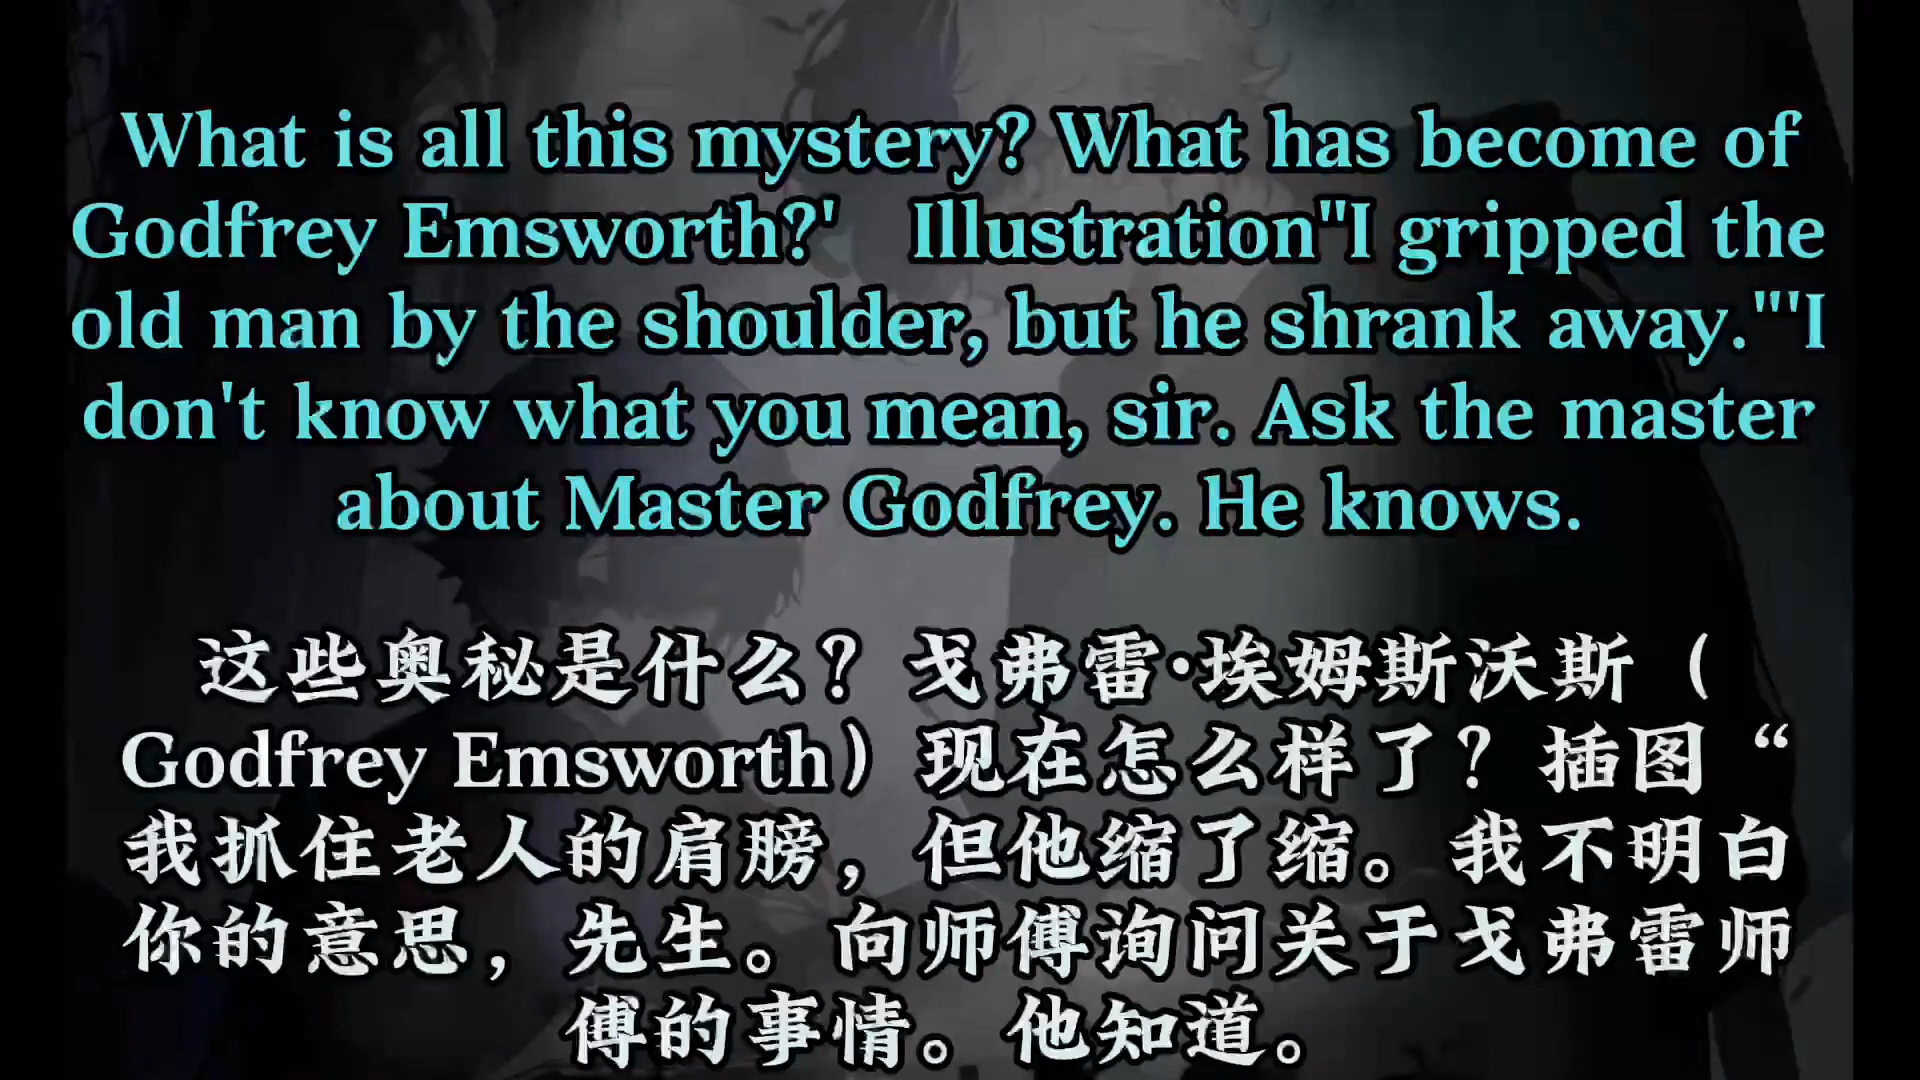 What is all this mystery? What has become of
Godfrey Emsworth?' Illustration"I gripped the
old man by the shoulder, but he shrank away."'I
don't know what you mean, sir. Ask the master
about Master Godfrey. He knows.
这些奥秘是什么？戈弗雷·埃姆斯沃斯（
Godfrey Emsworth）现在怎么样了？插图“
我抓住老人的肩膀，但他缩了缩。我不明白
你的意思，先生。向师傅询问关于戈弗雷师
傅的事情。他知道。